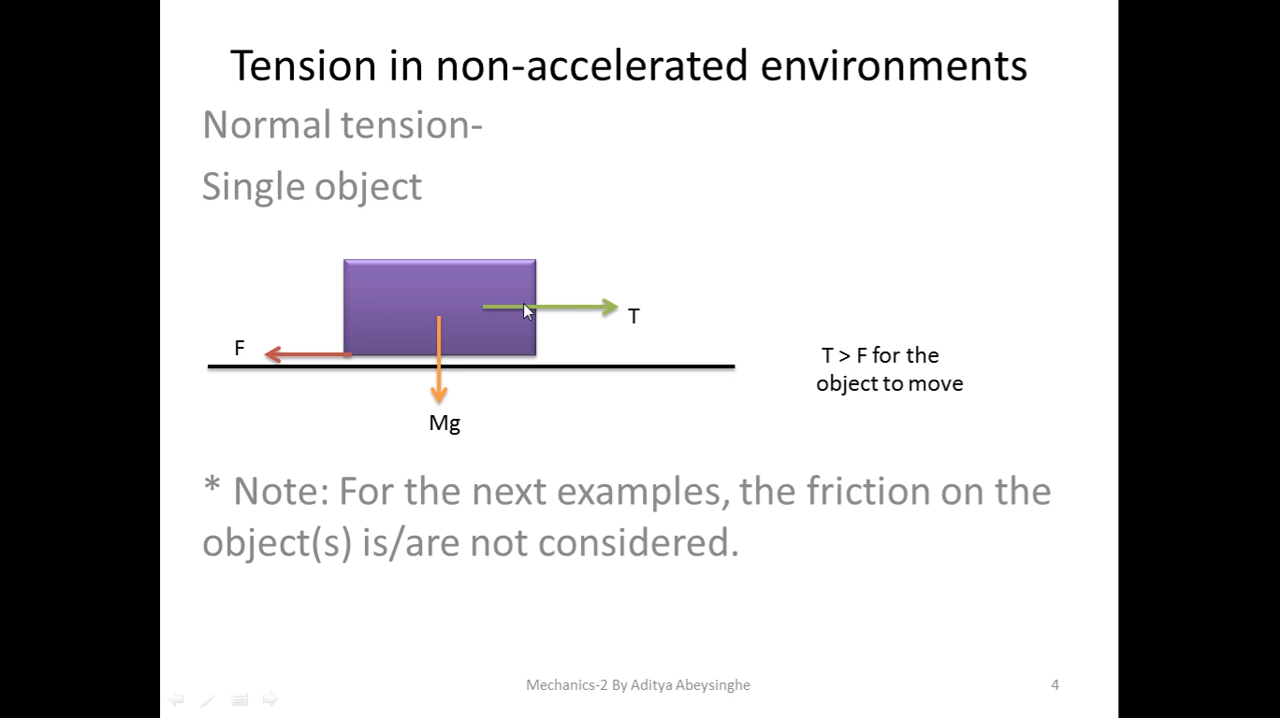 Tension in non-accelerated environments
Normal tension-
Single object
T
F
T > F for the
object to move
Mg
* Note: For the next examples, the friction on the
object(s) is/are not considered.
Mechanics-2 By Aditya Abeysinghe
4